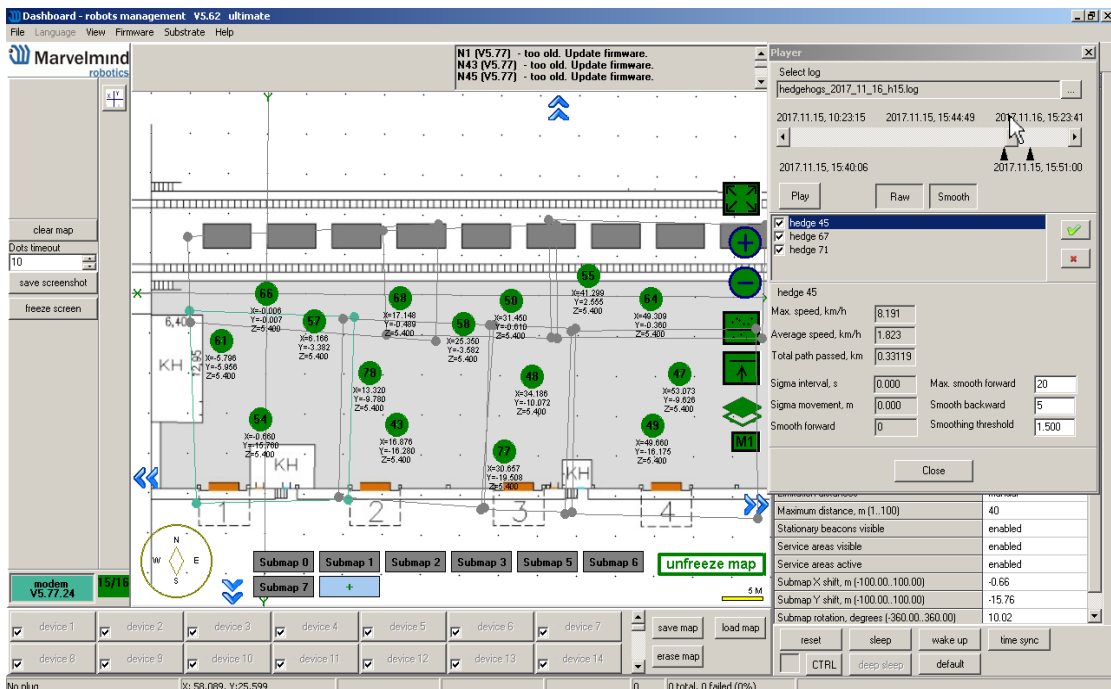 Dashboard - robots management V5.62 ultimate
File Language View Firmware Substrate Help
Marvelmind
robotics
N1 (V5.77) - too old. Update firmware.
N43 (V5.77) - too old. Update firmware.
N45 (V5.77) - too old. Update firmware.
clear map
Dots timeout
10
save screenshot
freeze screen
modem
V5.77.24
15/16
Y
X
6,40
12,95
KH
KH
KH
66
X=-0.006
Y=-0.007
Z=5.400
57
X=6.166
Y=-3.382
Z=5.400
61
X=-5.796
Y=-5.956
Z=5.400
68
X=17.148
Y=-0.489
Z=5.400
58
X=25.350
Y=-3.582
Z=5.400
50
X=31.450
Y=-0.610
Z=5.400
55
X=41.299
Y=2.555
Z=5.400
64
X=49.309
Y=-0.360
Z=5.400
78
X=13.320
Y=-9.780
Z=5.400
48
X=34.186
Y=-10.072
Z=5.400
47
X=53.073
Y=-9.626
Z=5.400
54
X=-0.660
Y=-15.760
Z=5.400
43
X=16.876
Y=-16.280
Z=5.400
77
X=30.657
Y=-19.508
Z=5.400
49
X=49.660
Y=-16.175
Z=5.400
M1
1
2
3
4
N
W E
S
Submap 0 Submap 1 Submap 2 Submap 3 Submap 5 Submap 6
Submap 7 +
unfreeze map
5 M
Player
Select log
hedgehogs_2017_11_16_h15.log
...
2017.11.15, 10:23:15 2017.11.15, 15:44:49 2017.11.16, 15:23:41
2017.11.15, 15:40:06 2017.11.15, 15:51:00
Play Raw Smooth
hedge 45
hedge 67
hedge 71
hedge 45
Max. speed, km/h 8.191
Average speed, km/h 1.823
Total path passed, km 0.33119
Sigma interval, s 0.000 Max. smooth forward 20
Sigma movement, m 0.000 Smooth backward 5
Smooth forward 0 Smoothing threshold 1.500
Close
Maximum distance, m (1..100) 40
Stationary beacons visible enabled
Service areas visible enabled
Service areas active enabled
Submap X shift, m (-100.00..100.00) -0.66
Submap Y shift, m (-100.00..100.00) -15.76
Submap rotation, degrees (-360.00..360.00) 10.02
reset sleep wake up time sync
CTRL deep sleep default
device 1 device 2 device 3 device 4 device 5 device 6 device 7
device 8 device 9 device 10 device 11 device 12 device 13 device 14
save map load map
erase map
No plug X: 58.089, Y:25.599 0 0 total, 0 failed (0%)